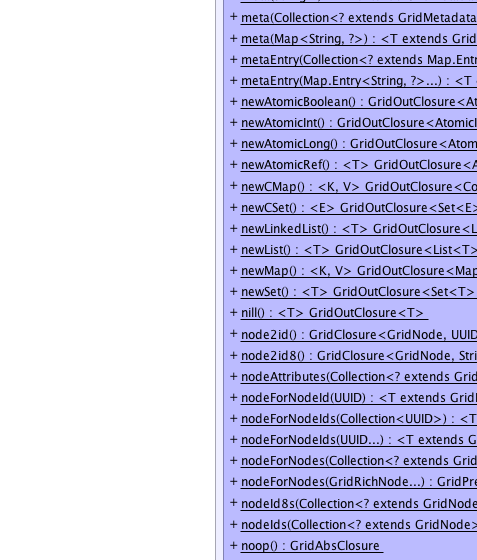 + meta(Collection<? extends GridMetadata
+ meta(Map<String, ?>) : <T extends Grid
+ metaEntry(Collection<? extends Map.Entr
+ metaEntry(Map.Entry<String, ?>...) : <T
+ newAtomicBoolean() : GridOutClosure<At
+ newAtomicInt() : GridOutClosure<AtomicI
+ newAtomicLong() : GridOutClosure<Atom
+ newAtomicRef() : <T> GridOutClosure<A
+ newCMap() : <K, V> GridOutClosure<Co
+ newCSet() : <E> GridOutClosure<Set<E>
+ newLinkedList() : <T> GridOutClosure<L
+ newList() : <T> GridOutClosure<List<T>
+ newMap() : <K, V> GridOutClosure<Map
+ newSet() : <T> GridOutClosure<Set<T>
+ nill() : <T> GridOutClosure<T>
+ node2id() : GridClosure<GridNode, UUID
+ node2id8() : GridClosure<GridNode, Stri
+ nodeAttributes(Collection<? extends Grid
+ nodeForNodeId(UUID) : <T extends GridI
+ nodeForNodeIds(Collection<UUID>) : <T
+ nodeForNodeIds(UUID...) : <T extends G
+ nodeForNodes(Collection<? extends Grid
+ nodeForNodes(GridRichNode...) : GridPre
+ nodeId8s(Collection<? extends GridNode
+ nodeIds(Collection<? extends GridNode>
+ noop() : GridAbsClosure